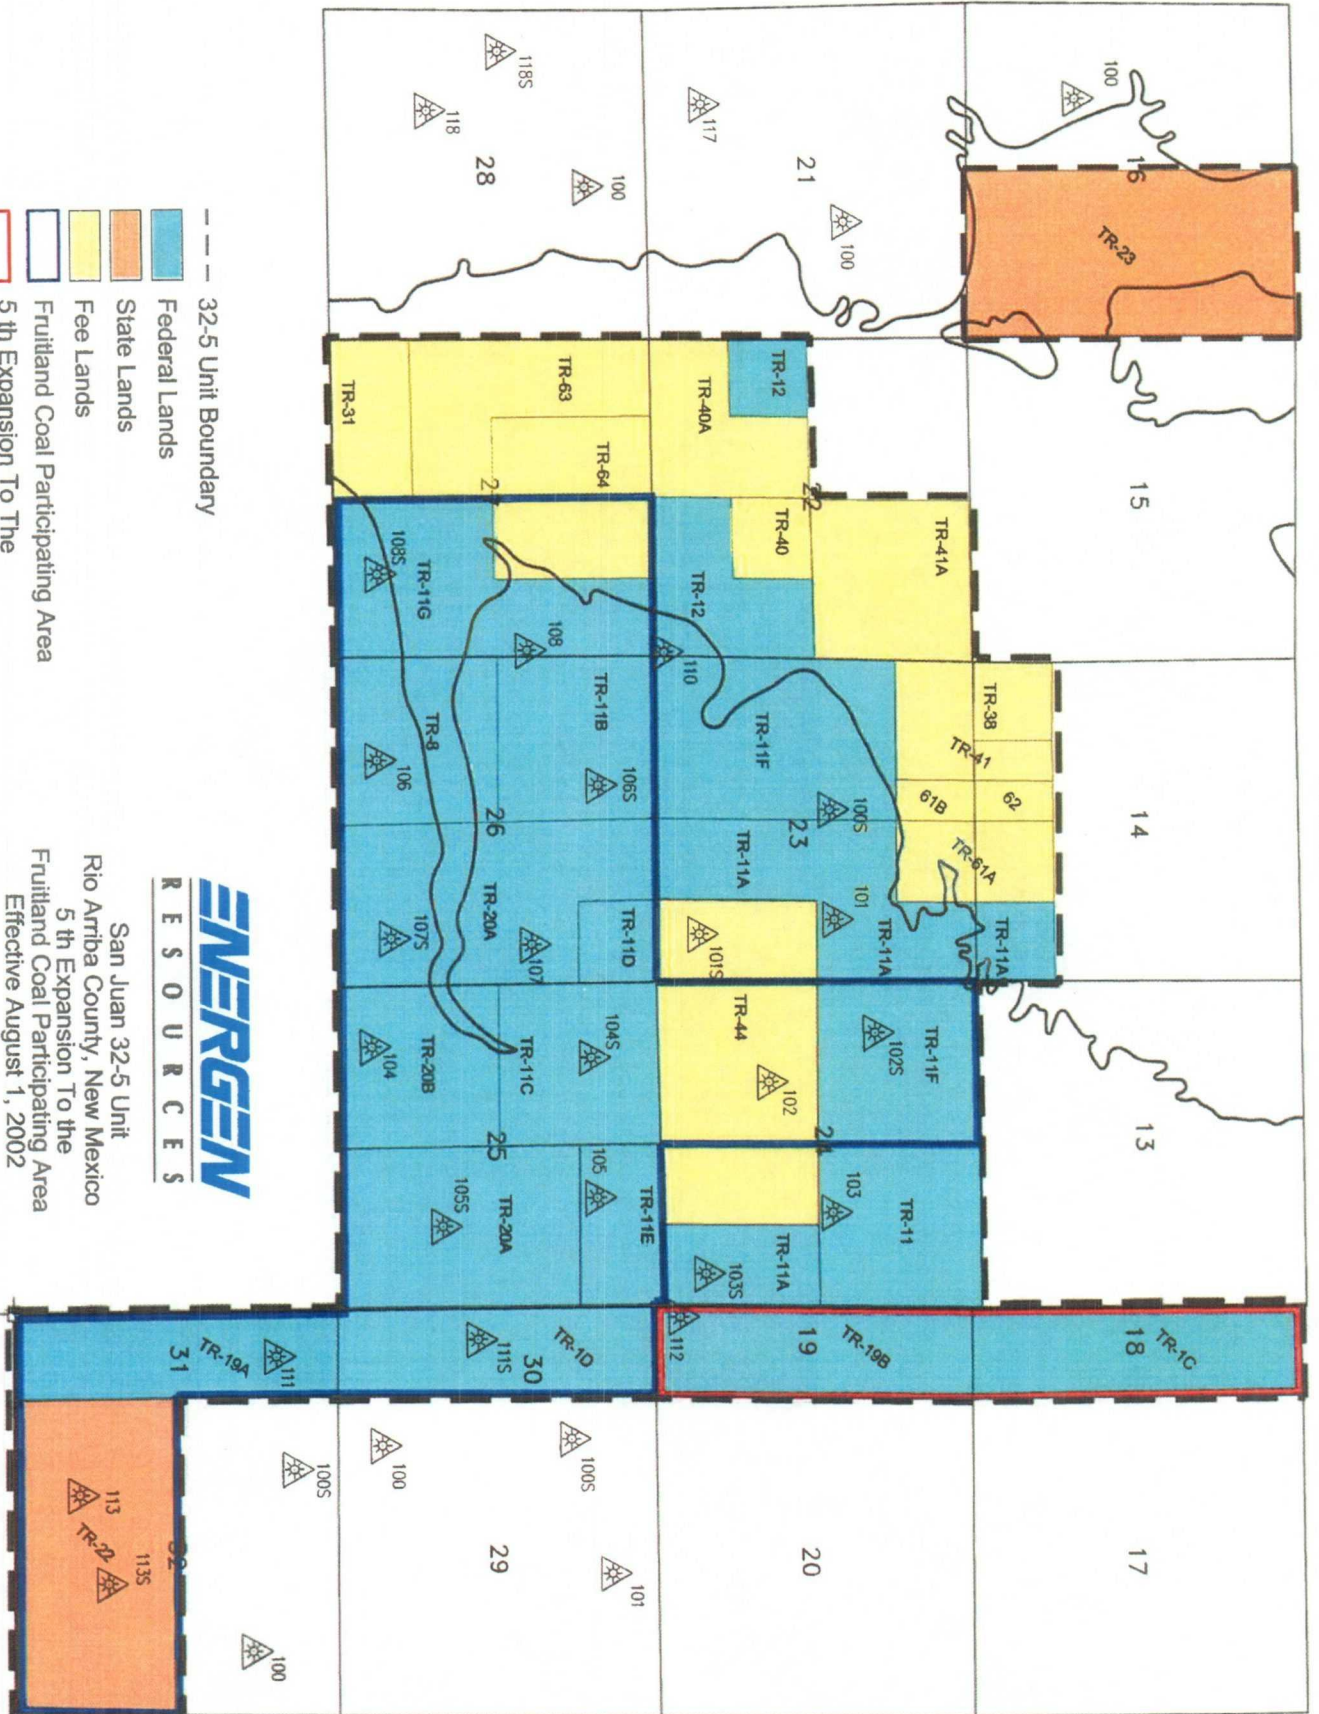 16
100
TR-23
15
14
13
18 TR-1C
17
TR-38
62
TR-11A
TR-41A
TR-41
61B
TR-61A
TR-11F
TR-11
102S
TR-11A
101
103
100S
21
100
117
TR-12
22
TR-40
TR-40A
TR-12
110
23
TR-11F
TR-11A
101S
24
TR-44
102
TR-11A
103S
19
TR-19B
112
20
28
100
118S
118
TR-63
TR-64
TR-31
27
108
TR-11G
108S
TR-11B
106S
26
TR-8
106
TR-11D
TR-20A
107
107S
104S
TR-11C
25
TR-20B
104
105
TR-11E
TR-20A
105S
TR-1D
30
111S
29
100S
101
100
31
TR-19A
111
100S
100
32
113
TR-22
113S
32-5 Unit Boundary
Federal Lands
State Lands
Fee Lands
Fruitland Coal Participating Area
5 th Expansion To The
ENERGEN
RESOURCES
San Juan 32-5 Unit
Rio Arriba County, New Mexico
5 th Expansion To the
Fruitland Coal Participating Area
Effective August 1, 2002